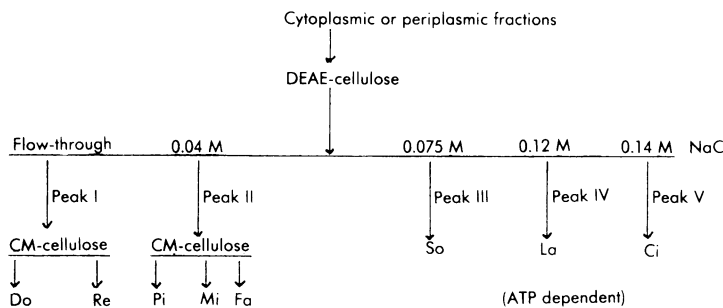 Cytoplasmic or periplasmic fractions
DEAE-cellulose
Flow-through 0.04 M 0.075 M 0.12 M 0.14 M NaC
Peak I Peak II Peak III Peak IV Peak V
CM-cellulose CM-cellulose So La Ci
Do Re Pi Mi Fa (ATP dependent)